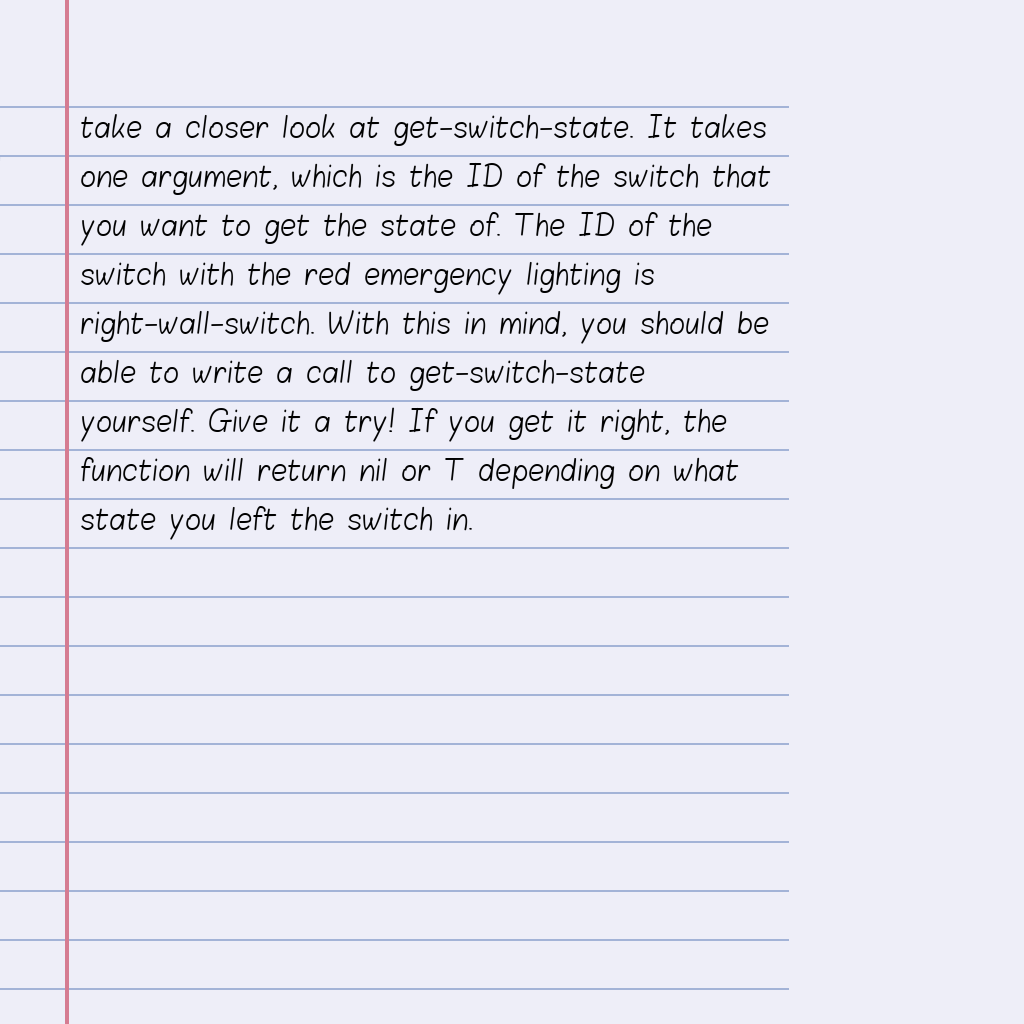 take a closer look at get-switch-state. It takes
one argument, which is the ID of the switch that
you want to get the state of. The ID of the
switch with the red emergency lighting is
right-wall-switch. With this in mind, you should be
able to write a call to get-switch-state
yourself. Give it a try! If you get it right, the
function will return nil or T depending on what
state you left the switch in.